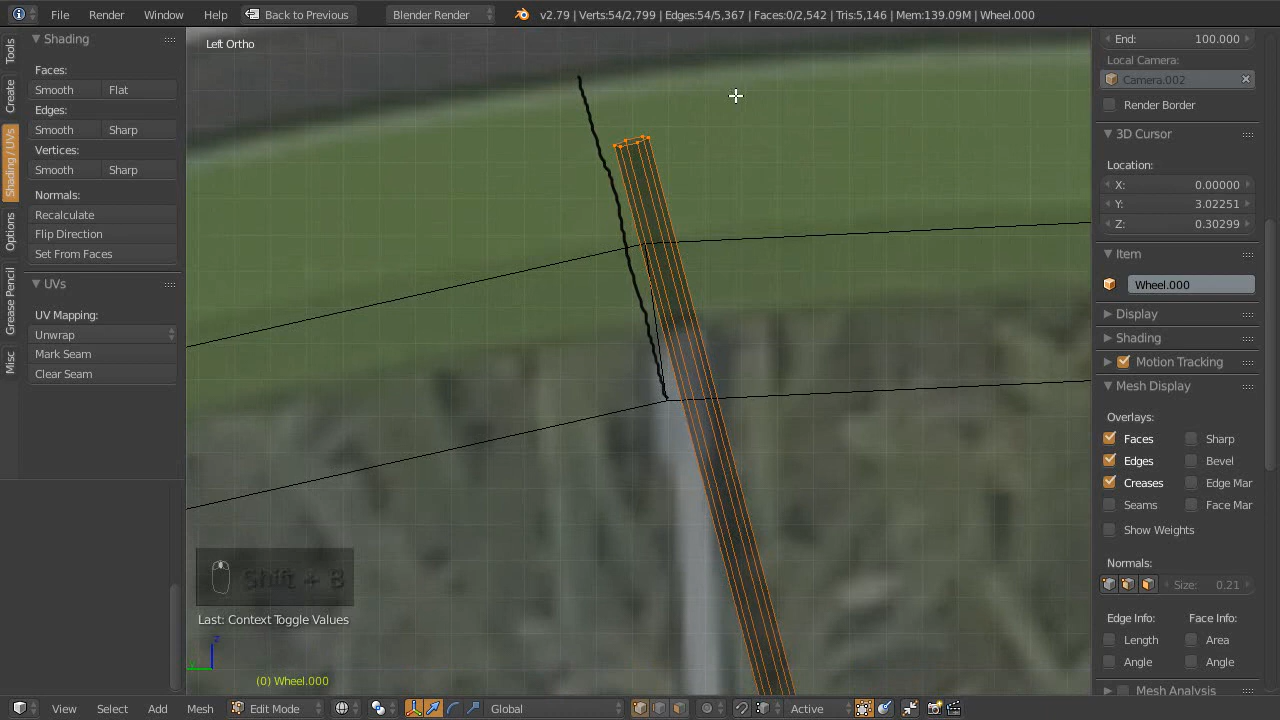 File Render Window Help Back to Previous Blender Render v2.79 | Verts:54/2,799 | Edges:54/5,367 | Faces:0/2,542 | Tris:5,146 | Mem:139.09M | Wheel.000
Tools
Create
Shading / UVs
Options
Grease Pencil
Misc
Shading
Faces:
Smooth Flat
Edges:
Smooth Sharp
Vertices:
Smooth Sharp
Normals:
Recalculate
Flip Direction
Set From Faces
UVs
UV Mapping:
Unwrap
Mark Seam
Clear Seam
Left Ortho
Shift + B
Last: Context Toggle Values
z
(0) Wheel.000
End: 100.000
Local Camera:
Camera.002
Render Border
3D Cursor
Location:
X: 0.00000
Y: 3.02251
Z: 0.30299
Item
Wheel.000
Display
Shading
Motion Tracking
Mesh Display
Overlays:
Faces Sharp
Edges Bevel
Creases Edge Mar
Seams Face Mar
Show Weights
Normals:
Size: 0.21
Edge Info: Face Info:
Length Area
Angle Angle
Mesh Analysis
View Select Add Mesh Edit Mode Global Active